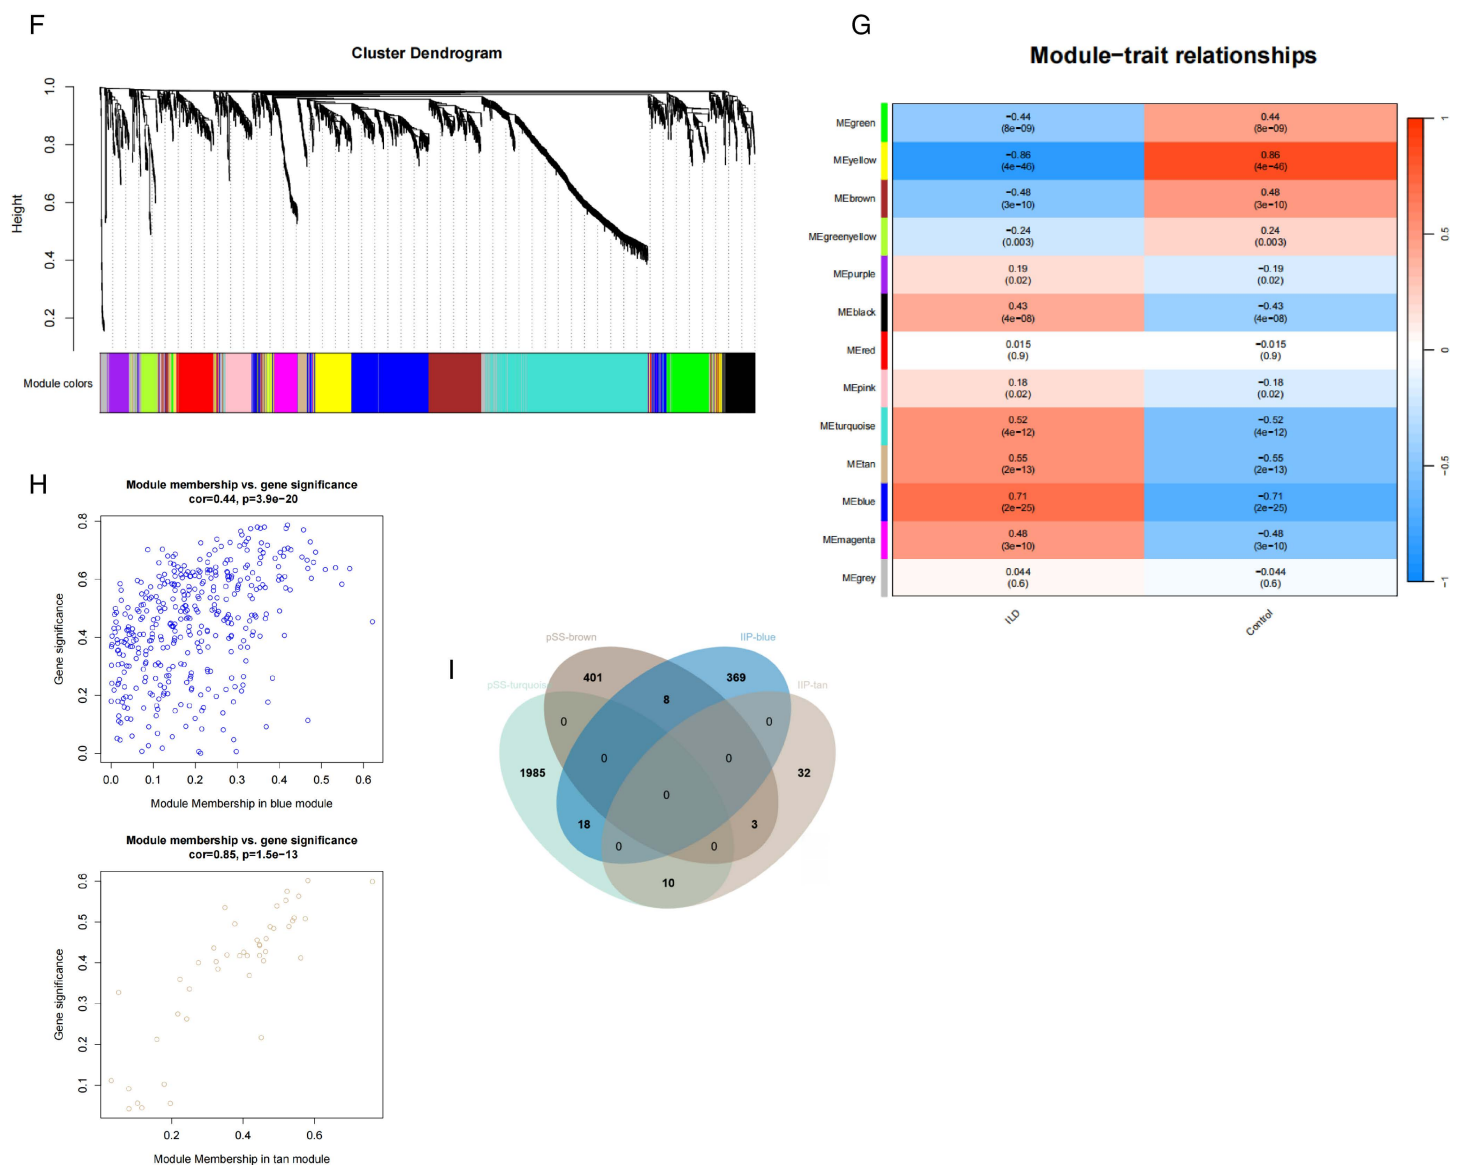 F
Cluster Dendrogram
Height
1.0
0.8
0.6
0.4
0.2
Module colors
G
Module−trait relationships
MEgreen
−0.44
(8e−09)
0.44
(8e−09)
MEyellow
−0.86
(4e−46)
0.86
(4e−46)
MEbrown
−0.48
(3e−10)
0.48
(3e−10)
MEgreenyellow
−0.24
(0.003)
0.24
(0.003)
MEpurple
0.19
(0.02)
−0.19
(0.02)
MEblack
0.43
(4e−08)
−0.43
(4e−08)
MEred
0.015
(0.9)
−0.015
(0.9)
MEpink
0.18
(0.02)
−0.18
(0.02)
MEturquoise
0.52
(4e−12)
−0.52
(4e−12)
MEtan
0.55
(2e−13)
−0.55
(2e−13)
MEblue
0.71
(2e−25)
−0.71
(2e−25)
MEmagenta
0.48
(3e−10)
−0.48
(3e−10)
MEgrey
0.044
(0.6)
−0.044
(0.6)
ILD
Control
1
0.5
0
−0.5
−1
H
Module membership vs. gene significance
cor=0.44, p=3.9e−20
Gene significance
0.8
0.6
0.4
0.2
0.0
0.0 0.1 0.2 0.3 0.4 0.5 0.6
Module Membership in blue module
Module membership vs. gene significance
cor=0.85, p=1.5e−13
Gene significance
0.6
0.5
0.4
0.3
0.2
0.1
0.2 0.4 0.6
Module Membership in tan module
I
pSS-brown
IIP-blue
pSS-turquois
IIP-tan
401
369
8
0
0
0
0
1985
32
0
18
3
0
0
10